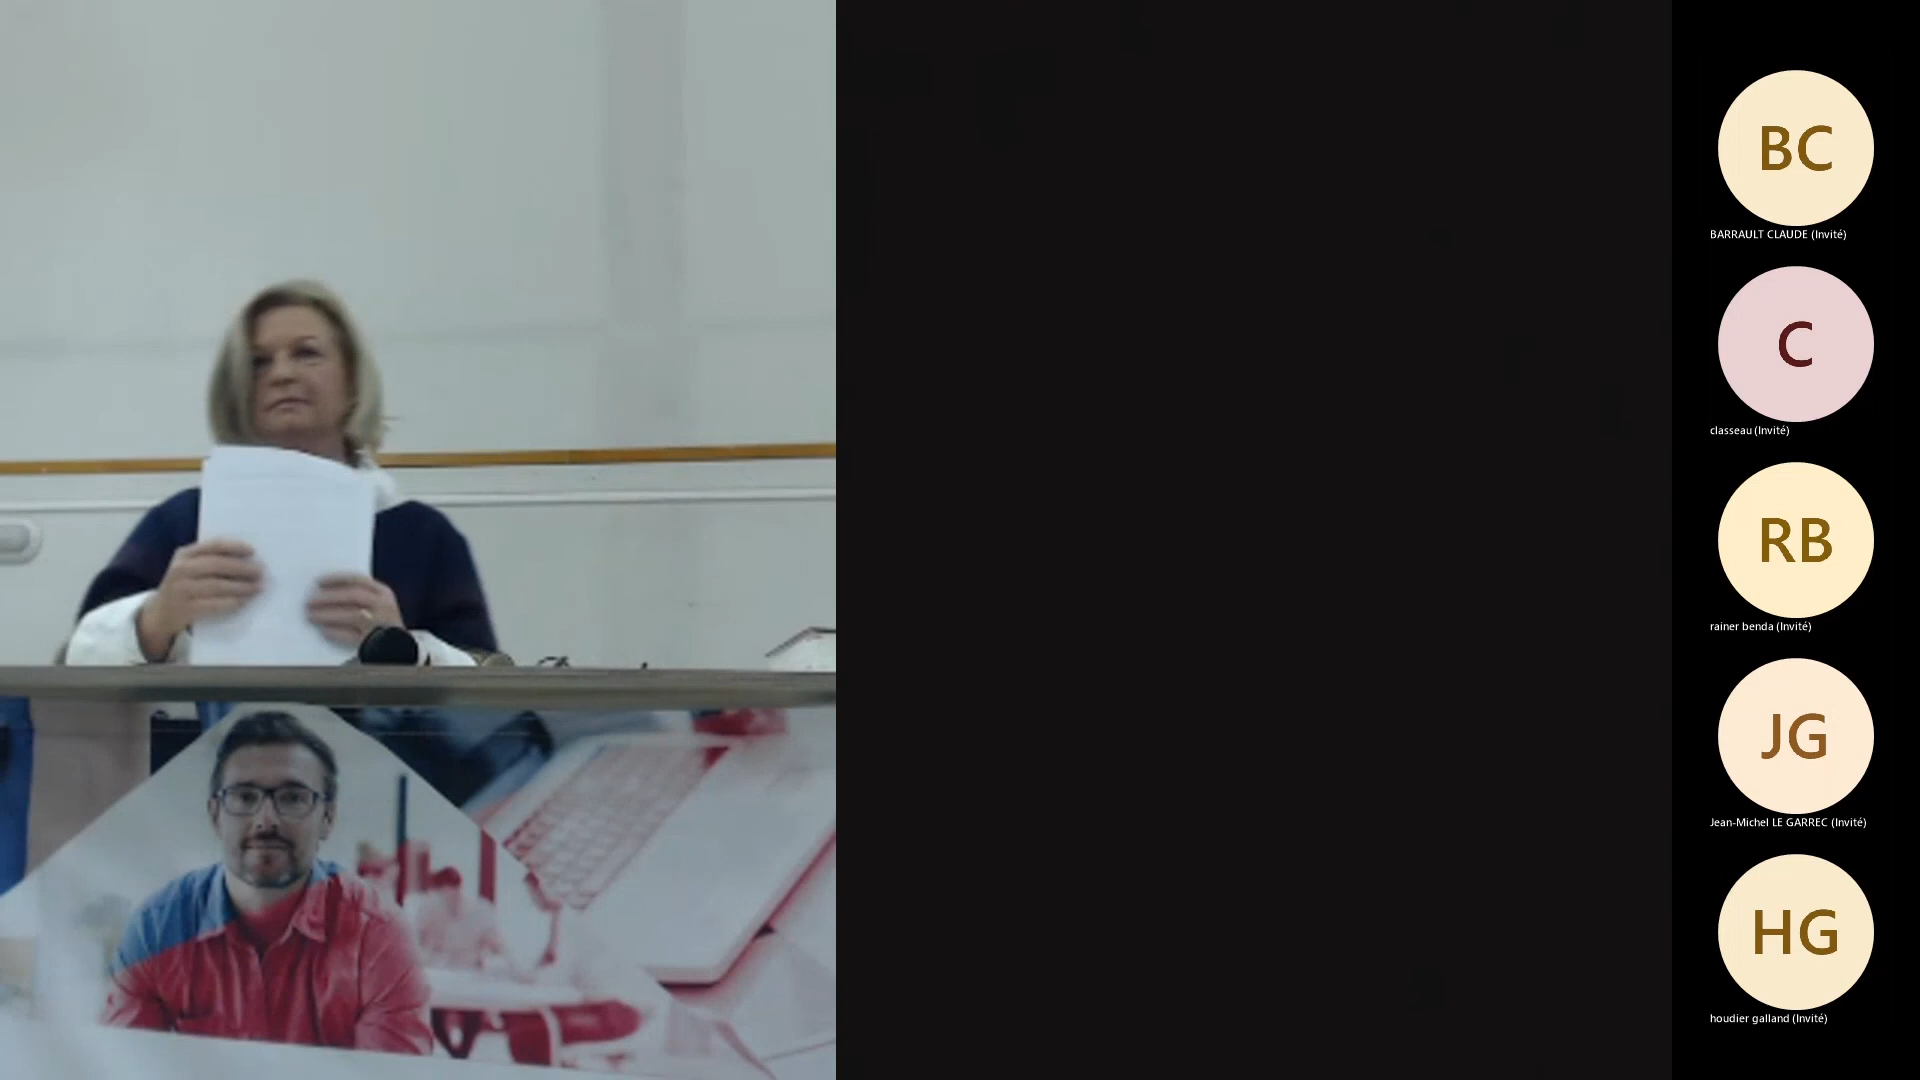 BC
BARRAULT CLAUDE (Invité)
C
classeau (Invité)
RB
rainer benda (Invité)
JG
Jean-Michel LE GARREC (Invité)
HG
houdier galland (Invité)